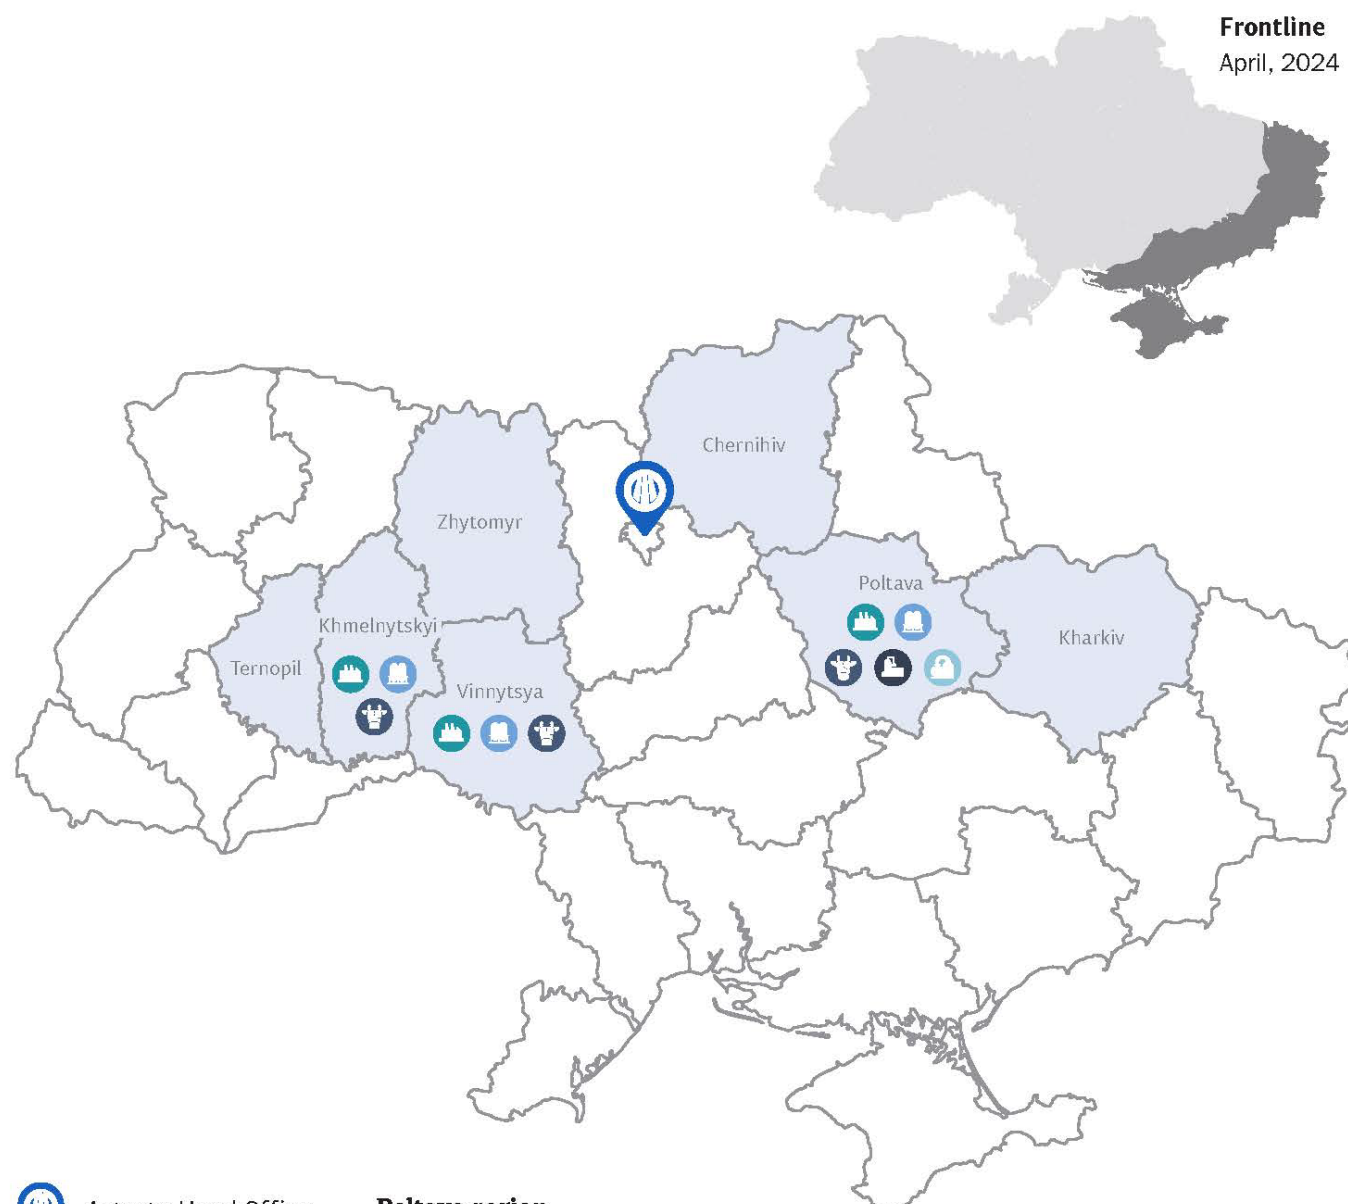 Frontline
April, 2024
Chernihiv
Zhytomyr
Poltava
Khmelnytskyi
Kharkiv
Ternopil
Vinnytsya